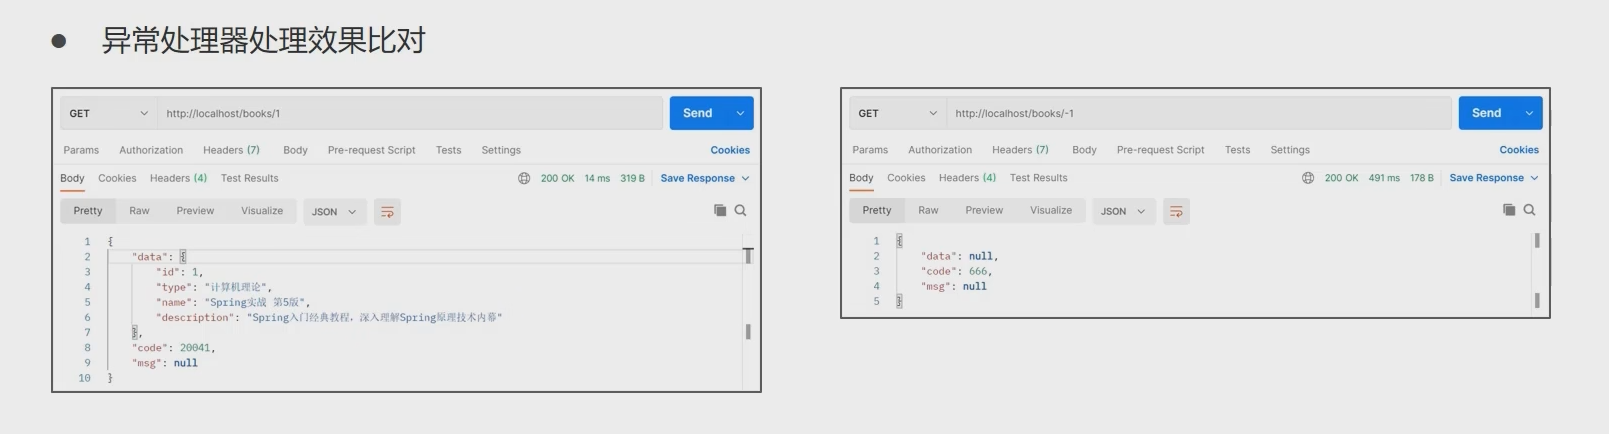 ● 异常处理器处理效果比对
GET http://localhost/books/1 Send
Params Authorization Headers (7) Body Pre-request Script Tests Settings Cookies
Body Cookies Headers (4) Test Results 200 OK 14 ms 319 B Save Response
Pretty Raw Preview Visualize JSON
1 {
2 "data": {
3 "id": 1,
4 "type": "计算机理论",
5 "name": "Spring实战 第5版",
6 "description": "Spring入门经典教程，深入理解Spring原理技术内幕"
7 },
8 "code": 20041,
9 "msg": null
10 }
GET http://localhost/books/-1 Send
Params Authorization Headers (7) Body Pre-request Script Tests Settings Cookies
Body Cookies Headers (4) Test Results 200 OK 491 ms 178 B Save Response
Pretty Raw Preview Visualize JSON
1 {
2 "data": null,
3 "code": 666,
4 "msg": null
5 }